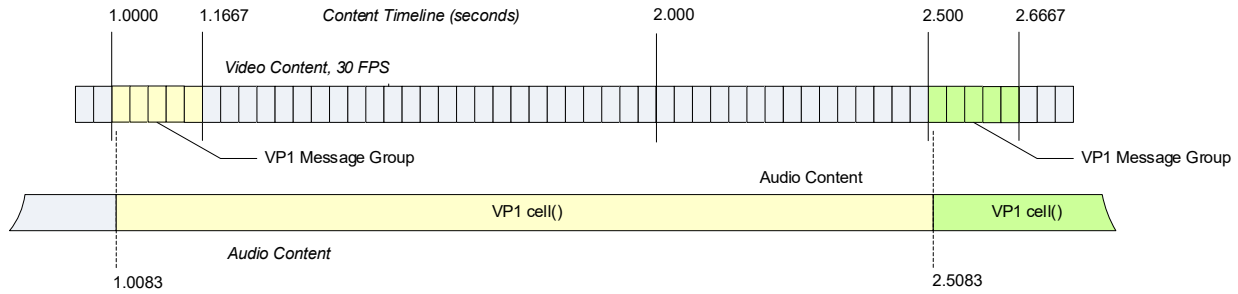 1.0000 1.1667 Content Timeline (seconds) 2.000 2.500 2.6667
Video Content, 30 FPS
VP1 Message Group VP1 Message Group
Audio Content
VP1 cell() VP1 cell()
Audio Content
1.0083 2.5083